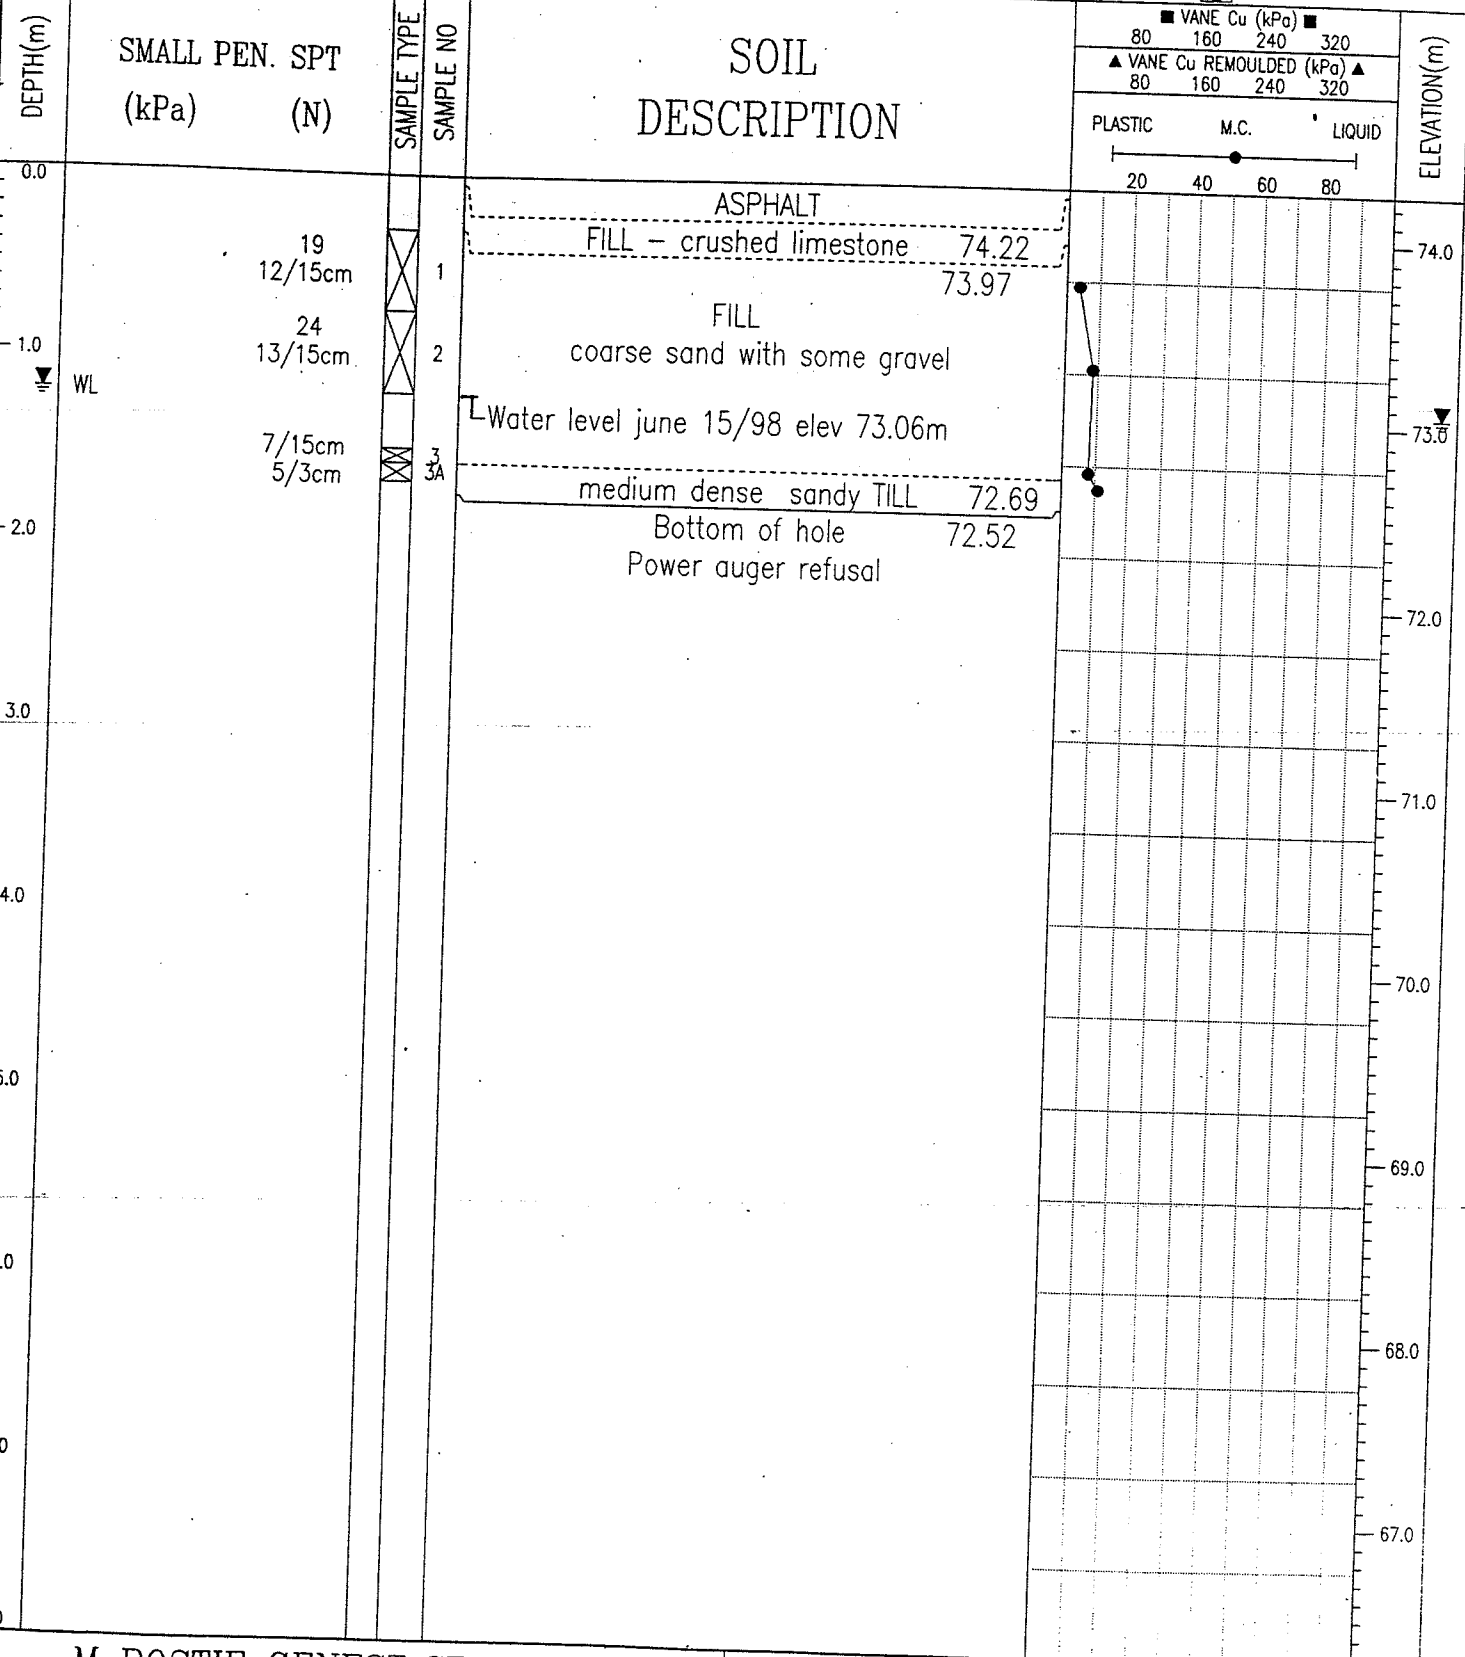 DEPTH(m)
SMALL PEN. SPT
(kPa) (N)
SAMPLE TYPE
SAMPLE NO
SOIL
DESCRIPTION
■ VANE Cu (kPa) ■
80 160 240 320
▲ VANE Cu REMOULDED (kPa) ▲
80 160 240 320
PLASTIC M.C. LIQUID
20 40 60 80
ELEVATION(m)
0.0
ASPHALT
19
FILL - crushed limestone 74.22
74.0
12/15cm 1
73.97
24
FILL
1.0
13/15cm 2
coarse sand with some gravel
WL
Water level june 15/98 elev 73.06m
73.0
7/15cm 3
5/3cm 3A
medium dense sandy TILL 72.69
2.0
Bottom of hole 72.52
Power auger refusal
72.0
3.0
71.0
4.0
70.0
.0
69.0
.0
68.0
0
67.0